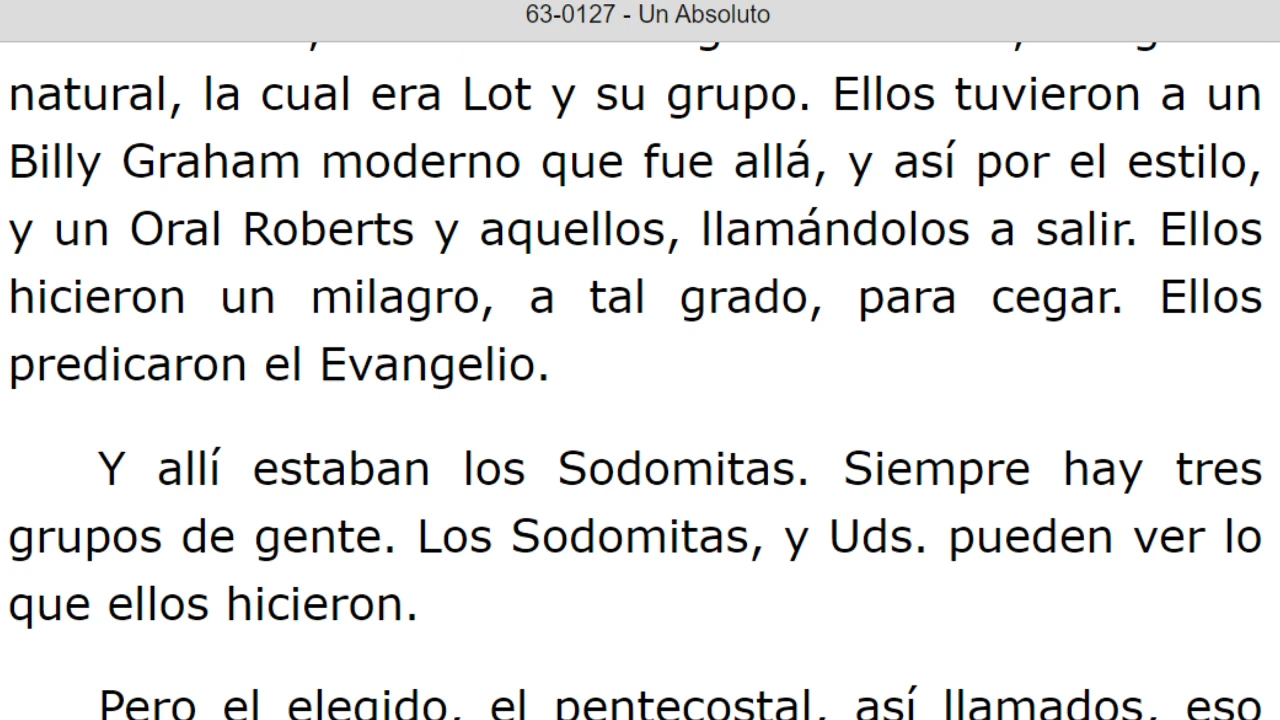 63-0127 - Un Absoluto
natural, la cual era Lot y su grupo. Ellos tuvieron a un
Billy Graham moderno que fue allá, y así por el estilo,
y un Oral Roberts y aquellos, llamándolos a salir. Ellos
hicieron un milagro, a tal grado, para cegar. Ellos
predicaron el Evangelio.
Y allí estaban los Sodomitas. Siempre hay tres
grupos de gente. Los Sodomitas, y Uds. pueden ver lo
que ellos hicieron.
Pero el elegido, el pentecostal, así llamados, eso